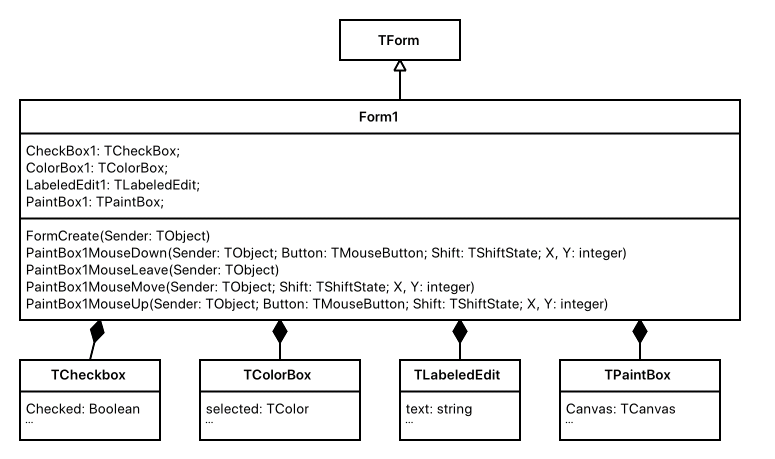 TForm
Form1
CheckBox1: TCheckBox;
ColorBox1: TColorBox;
LabeledEdit1: TLabeledEdit;
PaintBox1: TPaintBox;
FormCreate(Sender: TObject)
PaintBox1MouseDown(Sender: TObject; Button: TMouseButton; Shift: TShiftState; X, Y: integer)
PaintBox1MouseLeave(Sender: TObject)
PaintBox1MouseMove(Sender: TObject; Shift: TShiftState; X, Y: integer)
PaintBox1MouseUp(Sender: TObject; Button: TMouseButton; Shift: TShiftState; X, Y: integer)
TCheckbox
Checked: Boolean
...
TColorBox
selected: TColor
...
TLabeledEdit
text: string
...
TPaintBox
Canvas: TCanvas
...